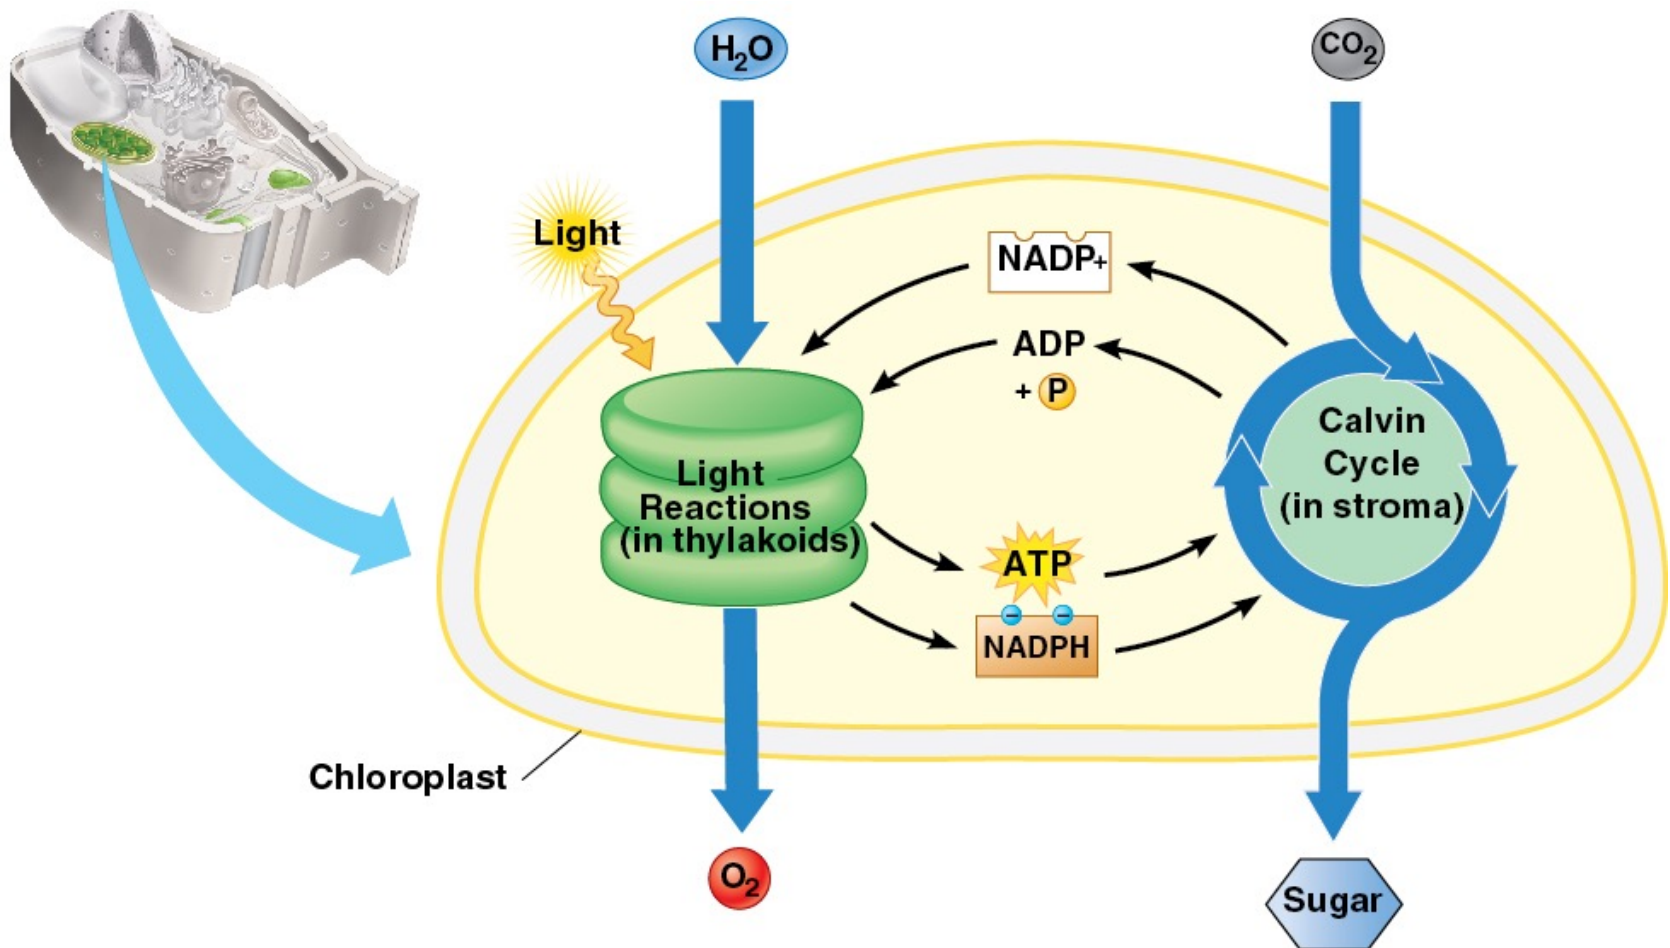 H₂O
CO₂
Light
NADP+
ADP
+ P
Calvin
Cycle
(in stroma)
Light
Reactions
(in thylakoids)
ATP
− −
NADPH
Chloroplast
O₂
Sugar